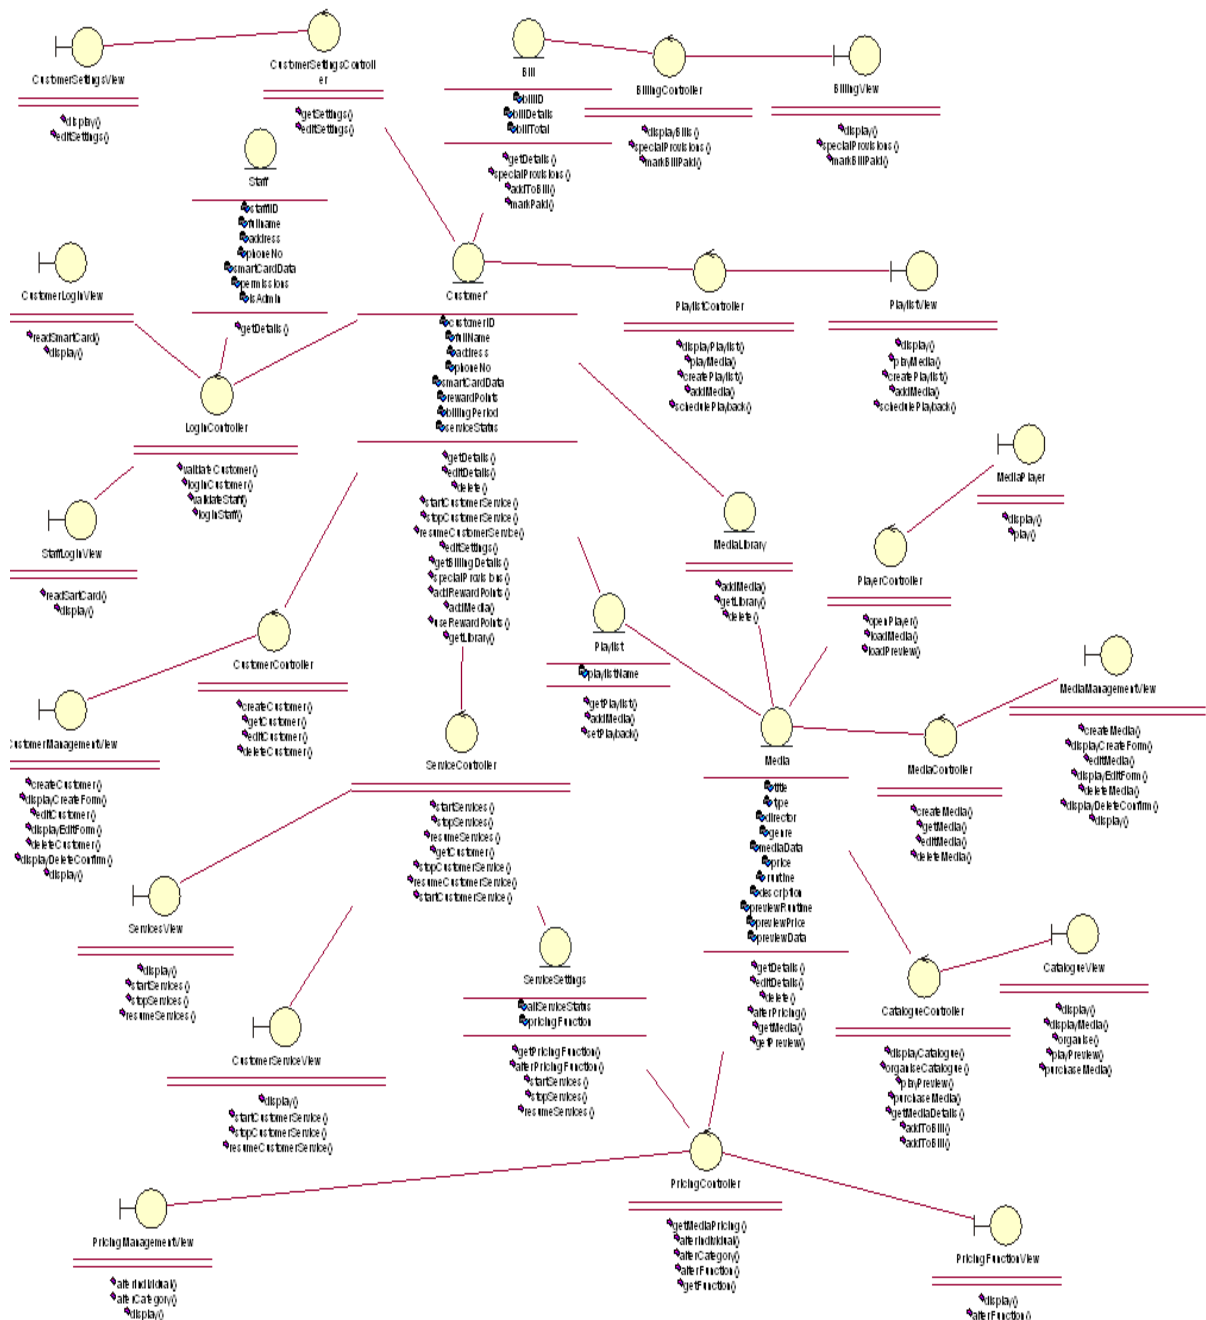 CustomerSettingsView
display()
editSettings()
CustomerSettingsControll
er
getSettings()
editSettings()
Bill
billID
billDetails
billTotal
getDetails()
specialProvisions()
addToBill()
markPaid()
BillingController
displayBills()
specialProvisions()
markBillPaid()
BillingView
display()
specialProvisions()
markBillPaid()
Staff
staffID
fullname
address
phoneNo
smartCardData
permissions
isAdmin
getDetails()
CustomerLoginView
readSmartCard()
display()
LoginController
validateCustomer()
loginCustomer()
validateStaff()
loginStaff()
StaffLoginView
readSartCard()
display()
Customer'
customerID
fullName
address
phoneNo
smartCardData
rewardPoints
billingPeriod
serviceStatus
getDetails()
editDetails()
delete()
startCustomerService()
stopCustomerService()
resumeCustomerService()
editSettings()
getBillingDetails()
specialProvisions()
addRewardPoints()
addMedia()
useRewardPoints()
getLibrary()
PlaylistController
displayPlaylist()
playMedia()
createPlaylist()
addMedia()
schedulePlayback()
PlaylistView
display()
playMedia()
createPlaylist()
addMedia()
schedulePlayback()
MediaPlayer
display()
play()
MediaLibrary
addMedia()
getLibrary()
delete()
PlayerController
openPlayer()
loadMedia()
loadPreview()
CustomerController
createCustomer()
getCustomer()
editCustomer()
deleteCustomer()
Playlist
playlistName
getPlaylist()
addMedia()
setPlayback()
CustomerManagementView
createCustomer()
displayCreateForm()
editCustomer()
displayEditForm()
deleteCustomer()
displayDeleteConfirm()
display()
ServiceController
startServices()
stopServices()
resumeServices()
getCustomer()
stopCustomerService()
resumeCustomerService()
startCustomerService()
Media
title
type
director
genre
mediaData
price
runtime
description
previewRuntime
previewPrice
previewData
getDetails()
editDetails()
delete()
alterPricing()
getMedia()
getPreview()
MediaController
createMedia()
getMedia()
editMedia()
deleteMedia()
MediaManagementView
createMedia()
displayCreateForm()
editMedia()
displayEditForm()
deleteMedia()
displayDeleteConfirm()
display()
ServicesView
display()
startServices()
stopServices()
resumeServices()
CustomerServiceView
display()
startCustomerService()
stopCustomerService()
resumeCustomerService()
ServiceSettings
allServiceStatus
pricingFunction
getPricingFunction()
alterPricingFunction()
startServices()
stopServices()
resumeServices()
CatalogueController
displayCatalogue()
organiseCatalogue()
playPreview()
purchaseMedia()
getMediaDetails()
addToBill()
addToBill()
CatalogueView
display()
displayMedia()
organise()
playPreview()
purchaseMedia()
PricingController
getMediaPricing()
alterIndividual()
alterCategory()
alterFunction()
getFunction()
PricingManagementView
alterIndividual()
alterCategory()
display()
PricingFunctionView
display()
alterFunction()